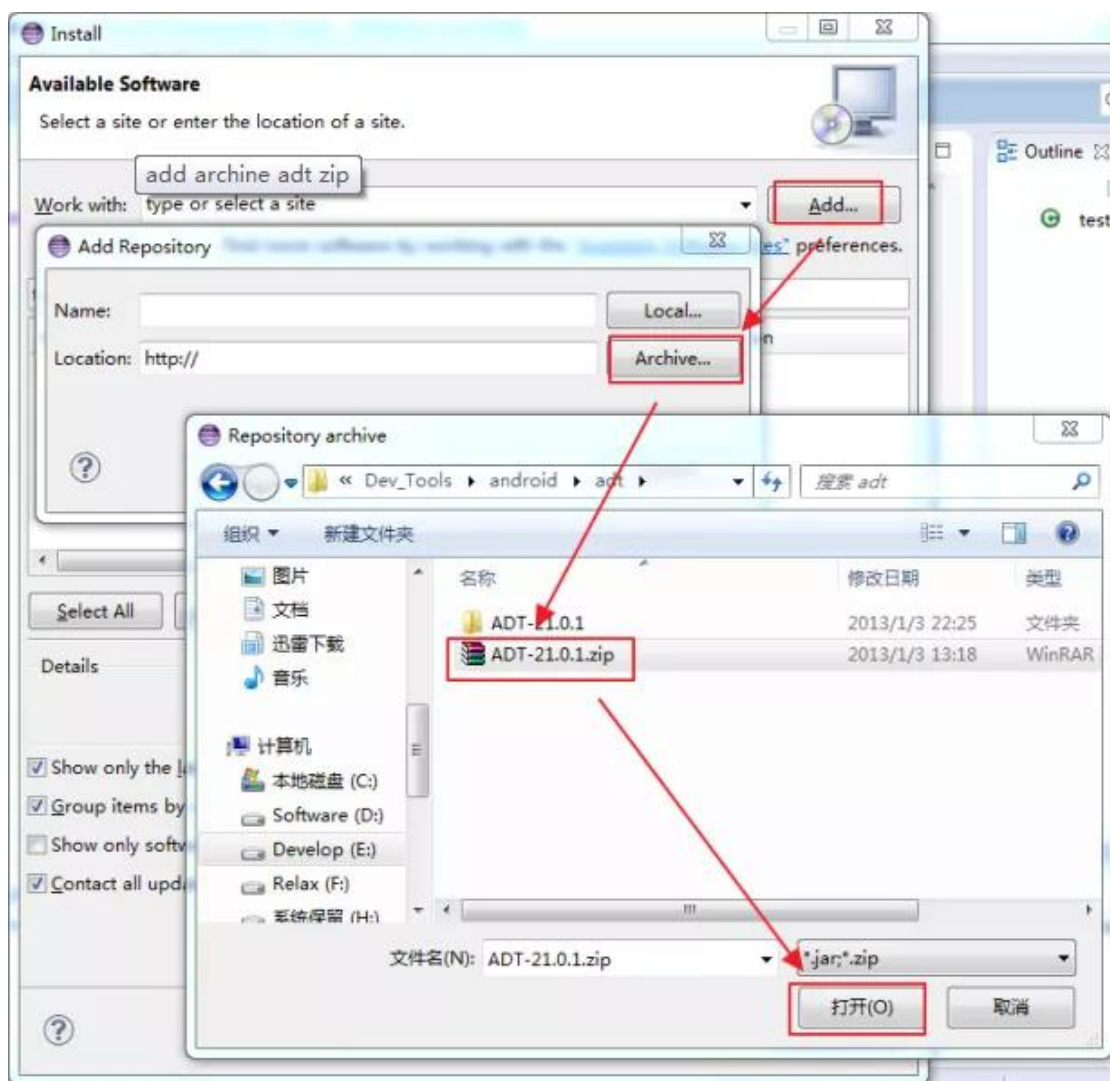 Install
Available Software
Select a site or enter the location of a site.
add archine adt zip
Work with: type or select a site
Add...
Outline
test
Add Repository
es" preferences.
Name:
Local...
Location: http://
Archive...
n
Repository archive
« Dev_Tools android adt
搜索 adt
组织
新建文件夹
图片
文档
迅雷下载
音乐
计算机
本地磁盘 (C:)
Software (D:)
Develop (E:)
Relax (F:)
系统保留 (H:)
名称 修改日期 类型
ADT-21.0.1 2013/1/3 22:25 文件夹
ADT-21.0.1.zip 2013/1/3 13:18 WinRAR
Select All
Details
Show only the
Group items by
Show only softw
Contact all upda
文件名(N): ADT-21.0.1.zip
*.jar;*.zip
打开(O)
取消